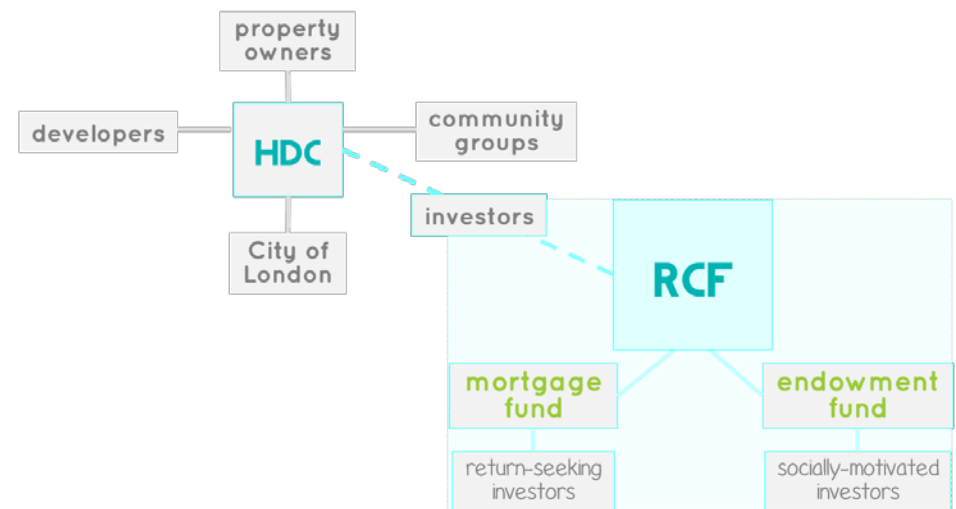 property
owners
developers
HDC
community
groups
investors
City of
London
RCF
mortgage
fund
endowment
fund
return-seeking
investors
socially-motivated
investors